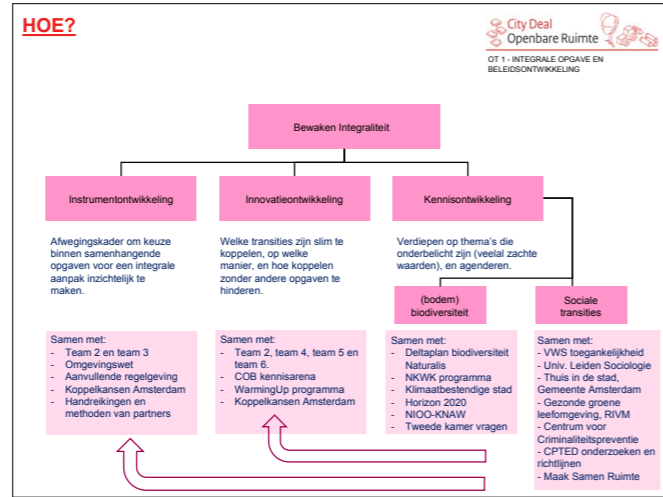 HOE?
City Deal
Openbare Ruimte
OT 1 - INTEGRALE OPGAVE EN
BELEIDSONTWIKKELING
Bewaken Integraliteit
Instrumentontwikkeling
Innovatieontwikkeling
Kennisontwikkeling
Afwegingskader om keuze
binnen samenhangende
opgaven voor een integrale
aanpak inzichtelijk te
maken.
Welke transities zijn slim te
koppelen, op welke
manier, en hoe koppelen
zonder andere opgaven te
hinderen.
Verdiepen op thema's die
onderbelicht zijn (veelal zachte
waarden), en agenderen.
(bodem)
biodiversiteit
Sociale
transities
Samen met:
- Team 2 en team 3
- Omgevingswet
- Aanvullende regelgeving
- Koppelkansen Amsterdam
- Handreikingen en
methoden van partners
Samen met:
- Team 2, team 4, team 5 en
team 6.
- COB kennisarena
- WarmingUp programma
- Koppelkansen Amsterdam
Samen met:
- Deltaplan biodiversiteit
Naturalis
- NKWK programma
- Klimaatbestendige stad
- Horizon 2020
- NIOO-KNAW
- Tweede kamer vragen
Samen met:
- VWS toegankelijkheid
- Univ. Leiden Sociologie
- Thuis in de stad,
Gemeente Amsterdam
- Gezonde groene
leefomgeving, RIVM
- Centrum voor
Criminaliteitspreventie
- CPTED onderzoeken en
richtlijnen
- Maak Samen Ruimte